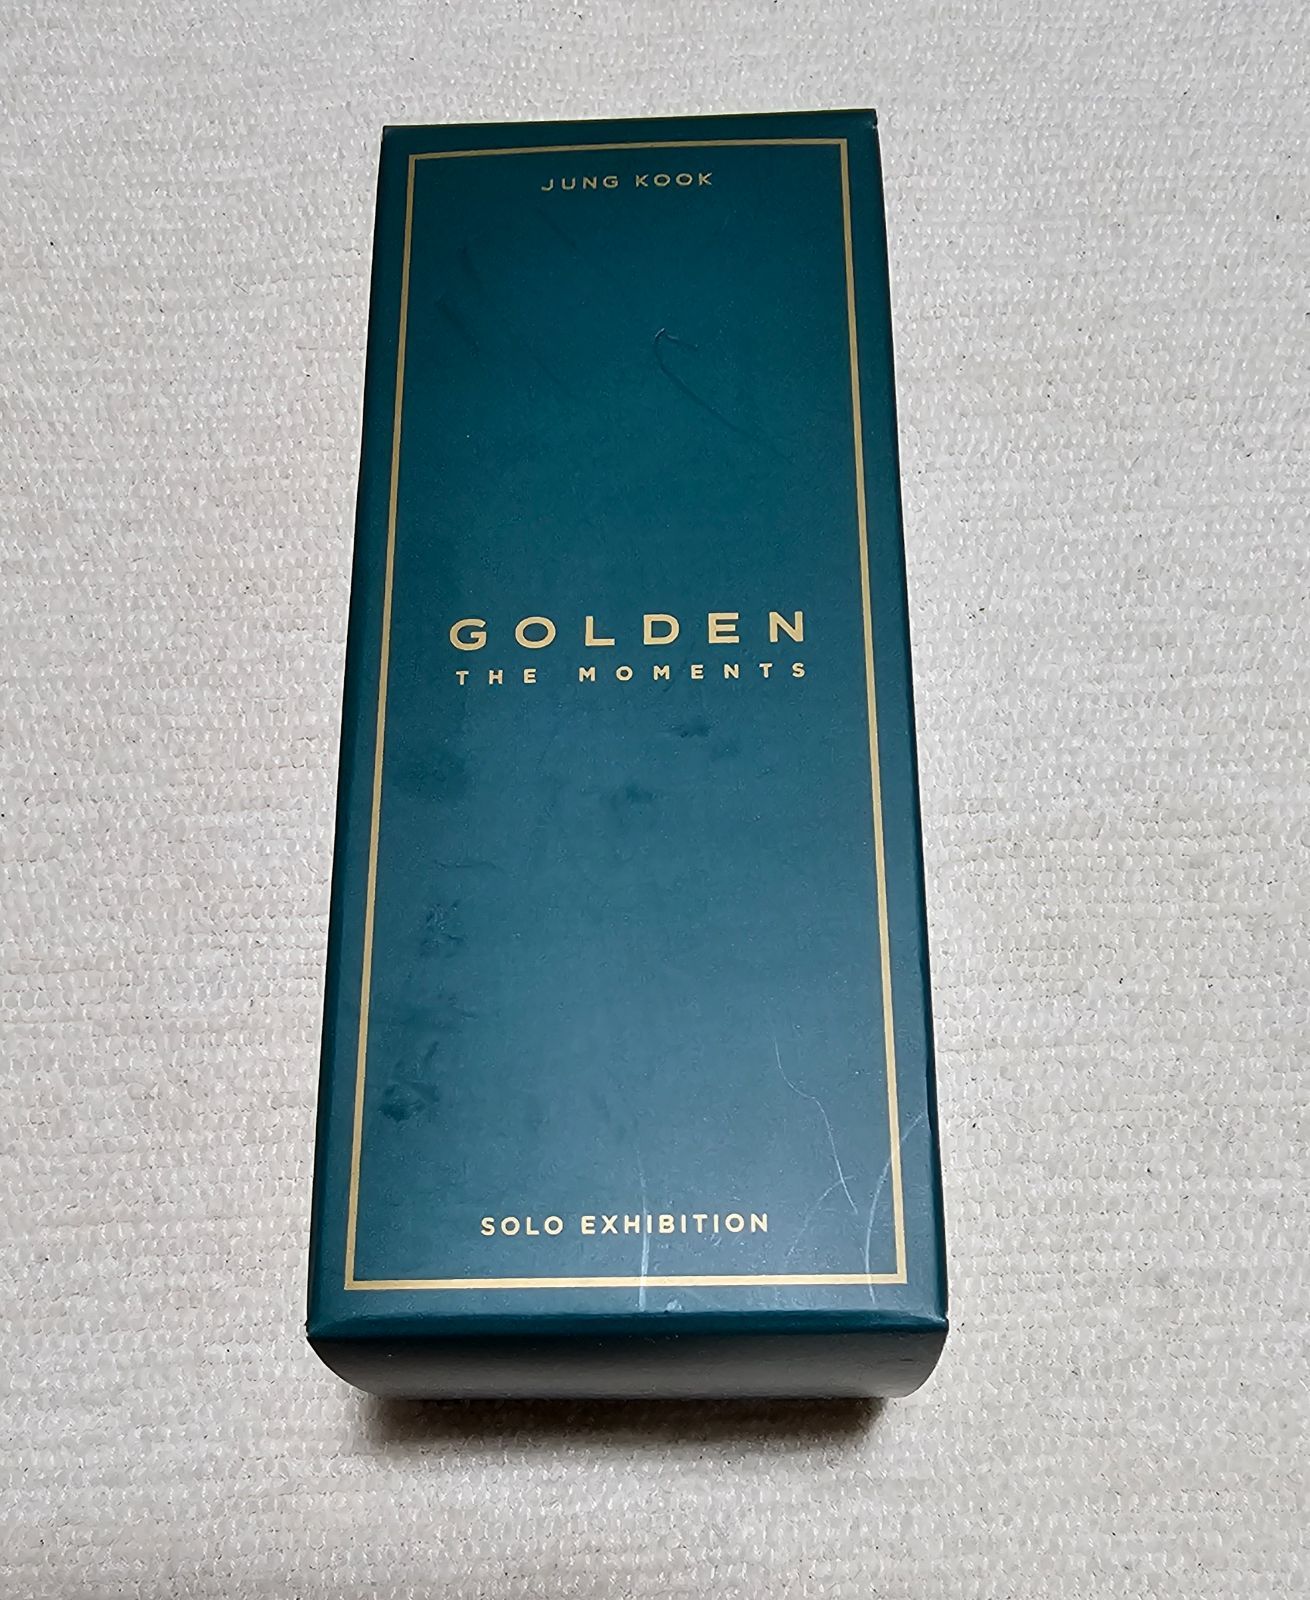 JUNG KOOK
GOLDEN
THE MOMENTS
SOLO EXHIBITION